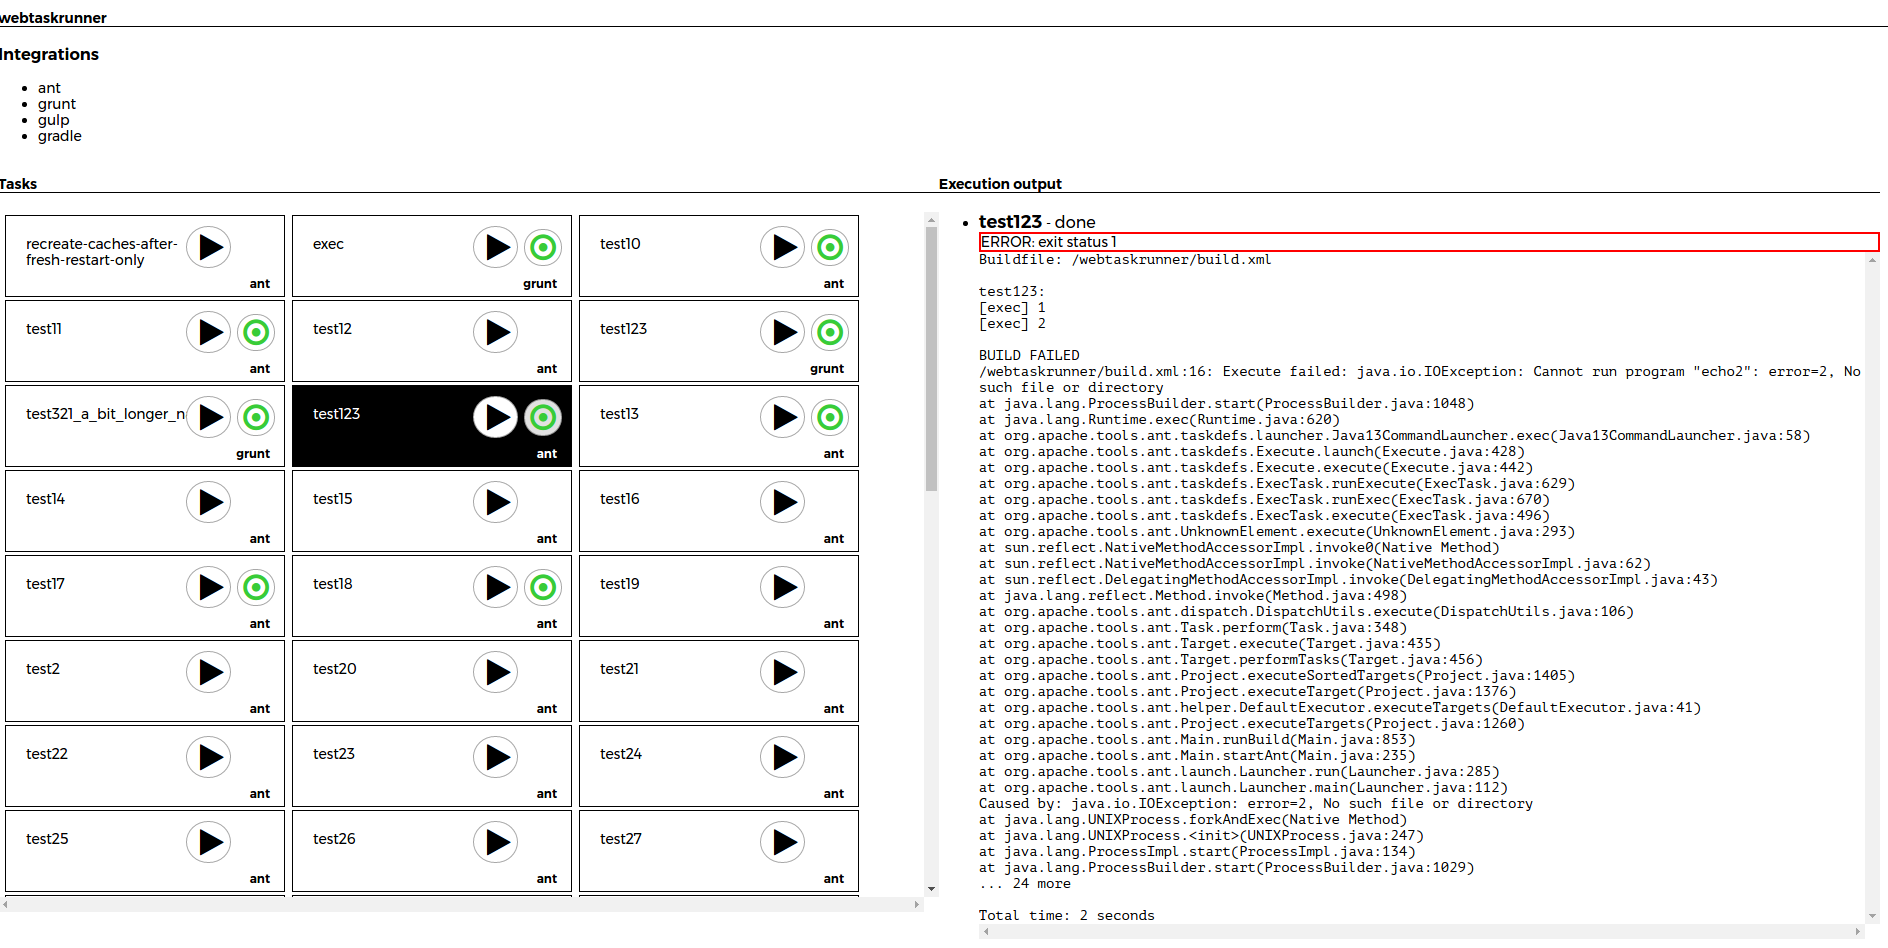 webtaskrunner
Integrations
ant
grunt
gulp
gradle
Tasks
recreate-caches-after-
fresh-restart-only
ant
exec
grunt
test10
ant
test11
ant
test12
ant
test123
grunt
test321_a_bit_longer_n
grunt
test123
ant
test13
ant
test14
ant
test15
ant
test16
ant
test17
ant
test18
ant
test19
ant
test2
ant
test20
ant
test21
ant
test22
ant
test23
ant
test24
ant
test25
ant
test26
ant
test27
ant
Execution output
test123 - done
ERROR: exit status 1
Buildfile: /webtaskrunner/build.xml
test123:
[exec] 1
[exec] 2
BUILD FAILED
/webtaskrunner/build.xml:16: Execute failed: java.io.IOException: Cannot run program "echo2": error=2, No
such file or directory
at java.lang.ProcessBuilder.start(ProcessBuilder.java:1048)
at java.lang.Runtime.exec(Runtime.java:620)
at org.apache.tools.ant.taskdefs.launcher.Java13CommandLauncher.exec(Java13CommandLauncher.java:58)
at org.apache.tools.ant.taskdefs.Execute.launch(Execute.java:428)
at org.apache.tools.ant.taskdefs.Execute.execute(Execute.java:442)
at org.apache.tools.ant.taskdefs.ExecTask.runExecute(ExecTask.java:629)
at org.apache.tools.ant.taskdefs.ExecTask.runExec(ExecTask.java:670)
at org.apache.tools.ant.taskdefs.ExecTask.execute(ExecTask.java:496)
at org.apache.tools.ant.UnknownElement.execute(UnknownElement.java:293)
at sun.reflect.NativeMethodAccessorImpl.invoke0(Native Method)
at sun.reflect.NativeMethodAccessorImpl.invoke(NativeMethodAccessorImpl.java:62)
at sun.reflect.DelegatingMethodAccessorImpl.invoke(DelegatingMethodAccessorImpl.java:43)
at java.lang.reflect.Method.invoke(Method.java:498)
at org.apache.tools.ant.dispatch.DispatchUtils.execute(DispatchUtils.java:106)
at org.apache.tools.ant.Task.perform(Task.java:348)
at org.apache.tools.ant.Target.execute(Target.java:435)
at org.apache.tools.ant.Target.performTasks(Target.java:456)
at org.apache.tools.ant.Project.executeSortedTargets(Project.java:1405)
at org.apache.tools.ant.Project.executeTarget(Project.java:1376)
at org.apache.tools.ant.helper.DefaultExecutor.executeTargets(DefaultExecutor.java:41)
at org.apache.tools.ant.Project.executeTargets(Project.java:1260)
at org.apache.tools.ant.Main.runBuild(Main.java:853)
at org.apache.tools.ant.Main.startAnt(Main.java:235)
at org.apache.tools.ant.launch.Launcher.run(Launcher.java:285)
at org.apache.tools.ant.launch.Launcher.main(Launcher.java:112)
Caused by: java.io.IOException: error=2, No such file or directory
at java.lang.UNIXProcess.forkAndExec(Native Method)
at java.lang.UNIXProcess.&lt;init&gt;(UNIXProcess.java:247)
at java.lang.ProcessImpl.start(ProcessImpl.java:134)
at java.lang.ProcessBuilder.start(ProcessBuilder.java:1029)
... 24 more
Total time: 2 seconds